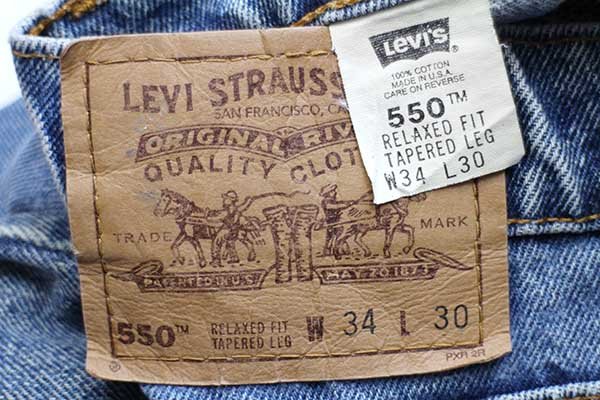 LEVI STRAUSS
SAN FRANCISCO, C
ORIGINAL RIV
QUALITY CLOT
TRADE MARK
PATENTED IN U.S. MAY 20 1873
550™ RELAXED FIT TAPERED LEG W 34 L 30
PXR 2R
Levi's®
100% COTTON
MADE IN U.S.A.
CARE ON REVERSE
550™
RELAXED FIT
TAPERED LEG
W34 L30